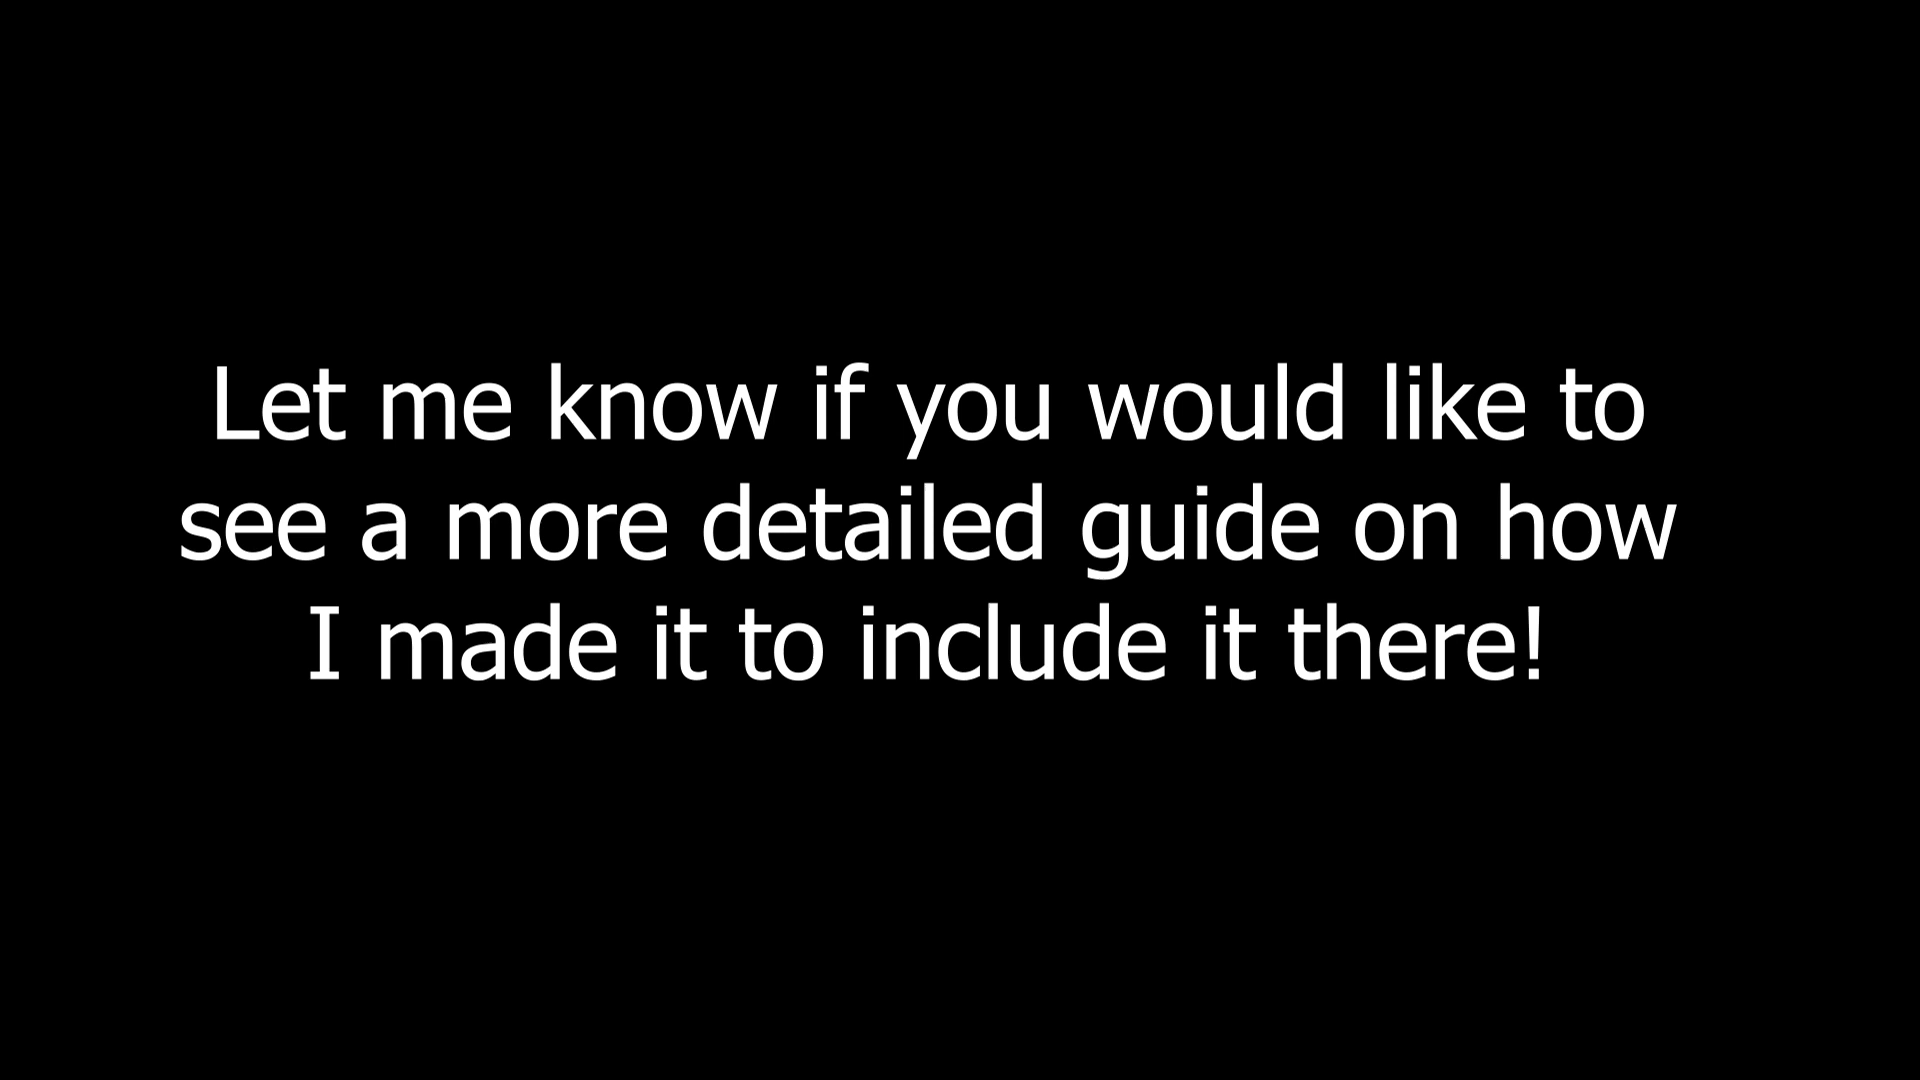 Let me know if you would like to
see a more detailed guide on how
I made it to include it there!